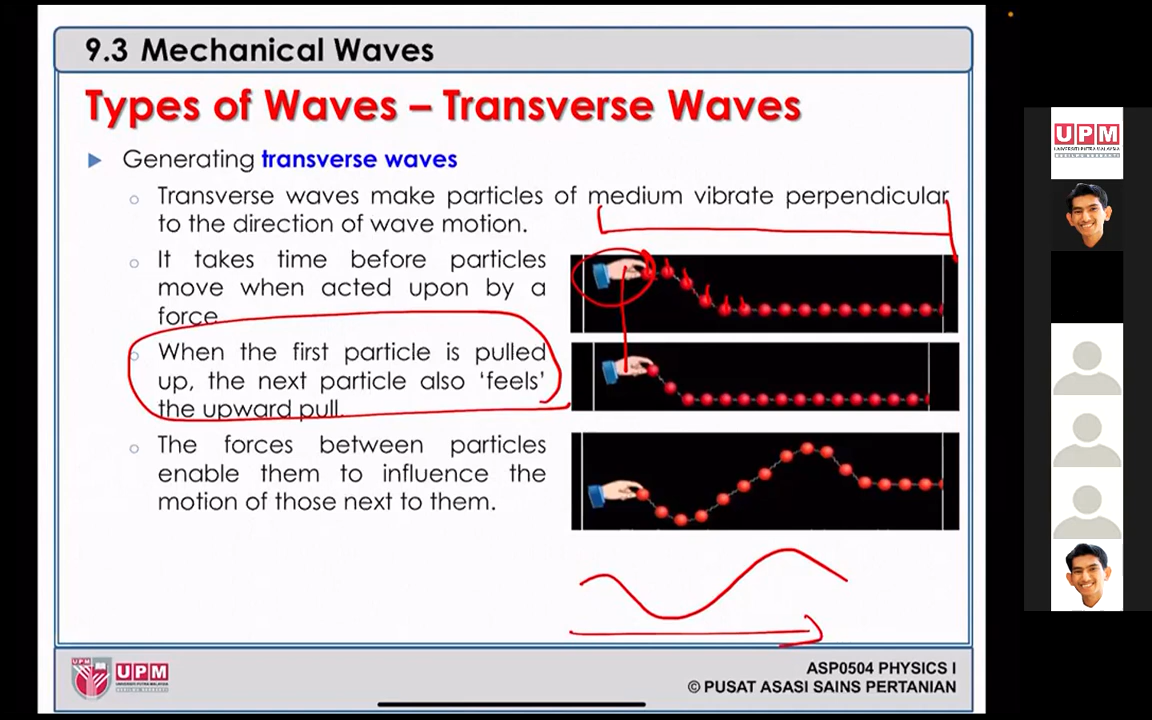 9.3 Mechanical Waves
Types of Waves – Transverse Waves
Generating transverse waves
Transverse waves make particles of medium vibrate perpendicular
to the direction of wave motion.
It takes time before particles
move when acted upon by a
force.
When the first particle is pulled
up, the next particle also ‘feels’
the upward pull.
The forces between particles
enable them to influence the
motion of those next to them.
UPM
ASP0504 PHYSICS I
© PUSAT ASASI SAINS PERTANIAN
UPM